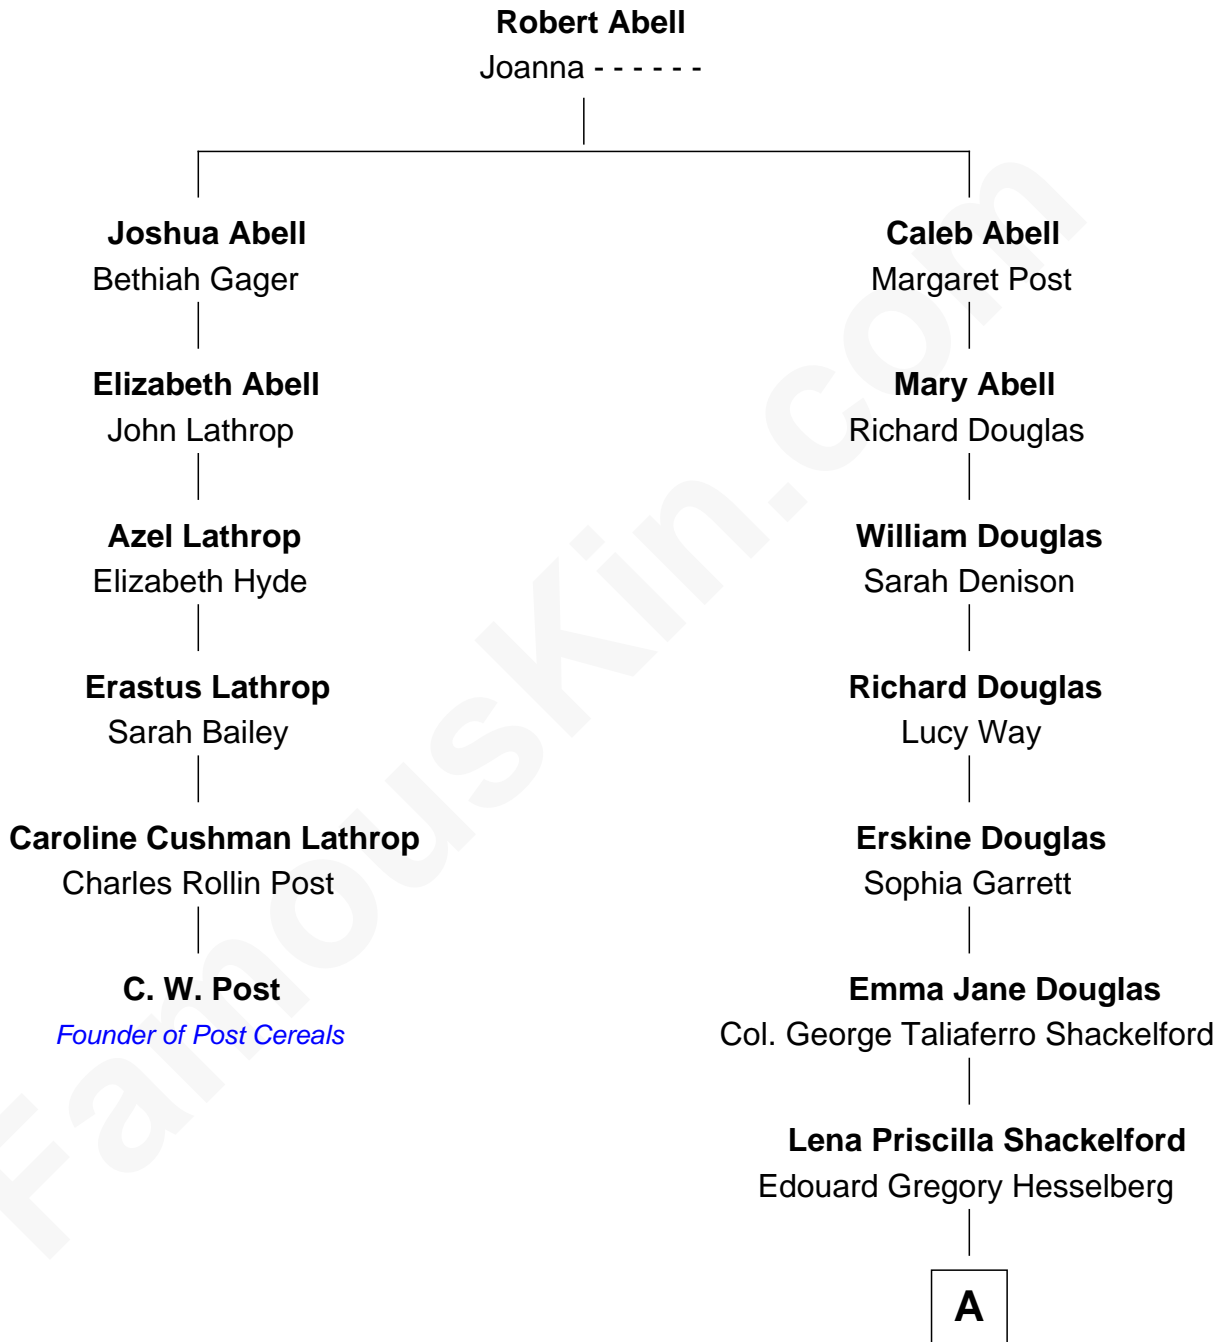 Robert Abell
Joanna - - - - - -
Joshua Abell
Bethiah Gager
Caleb Abell
Margaret Post
Elizabeth Abell
John Lathrop
Mary Abell
Richard Douglas
Azel Lathrop
Elizabeth Hyde
William Douglas
Sarah Denison
Erastus Lathrop
Sarah Bailey
Richard Douglas
Lucy Way
Caroline Cushman Lathrop
Charles Rollin Post
Erskine Douglas
Sophia Garrett
C. W. Post
Founder of Post Cereals
Emma Jane Douglas
Col. George Taliaferro Shackelford
Lena Priscilla Shackelford
Edouard Gregory Hesselberg
A
FamousKin.com